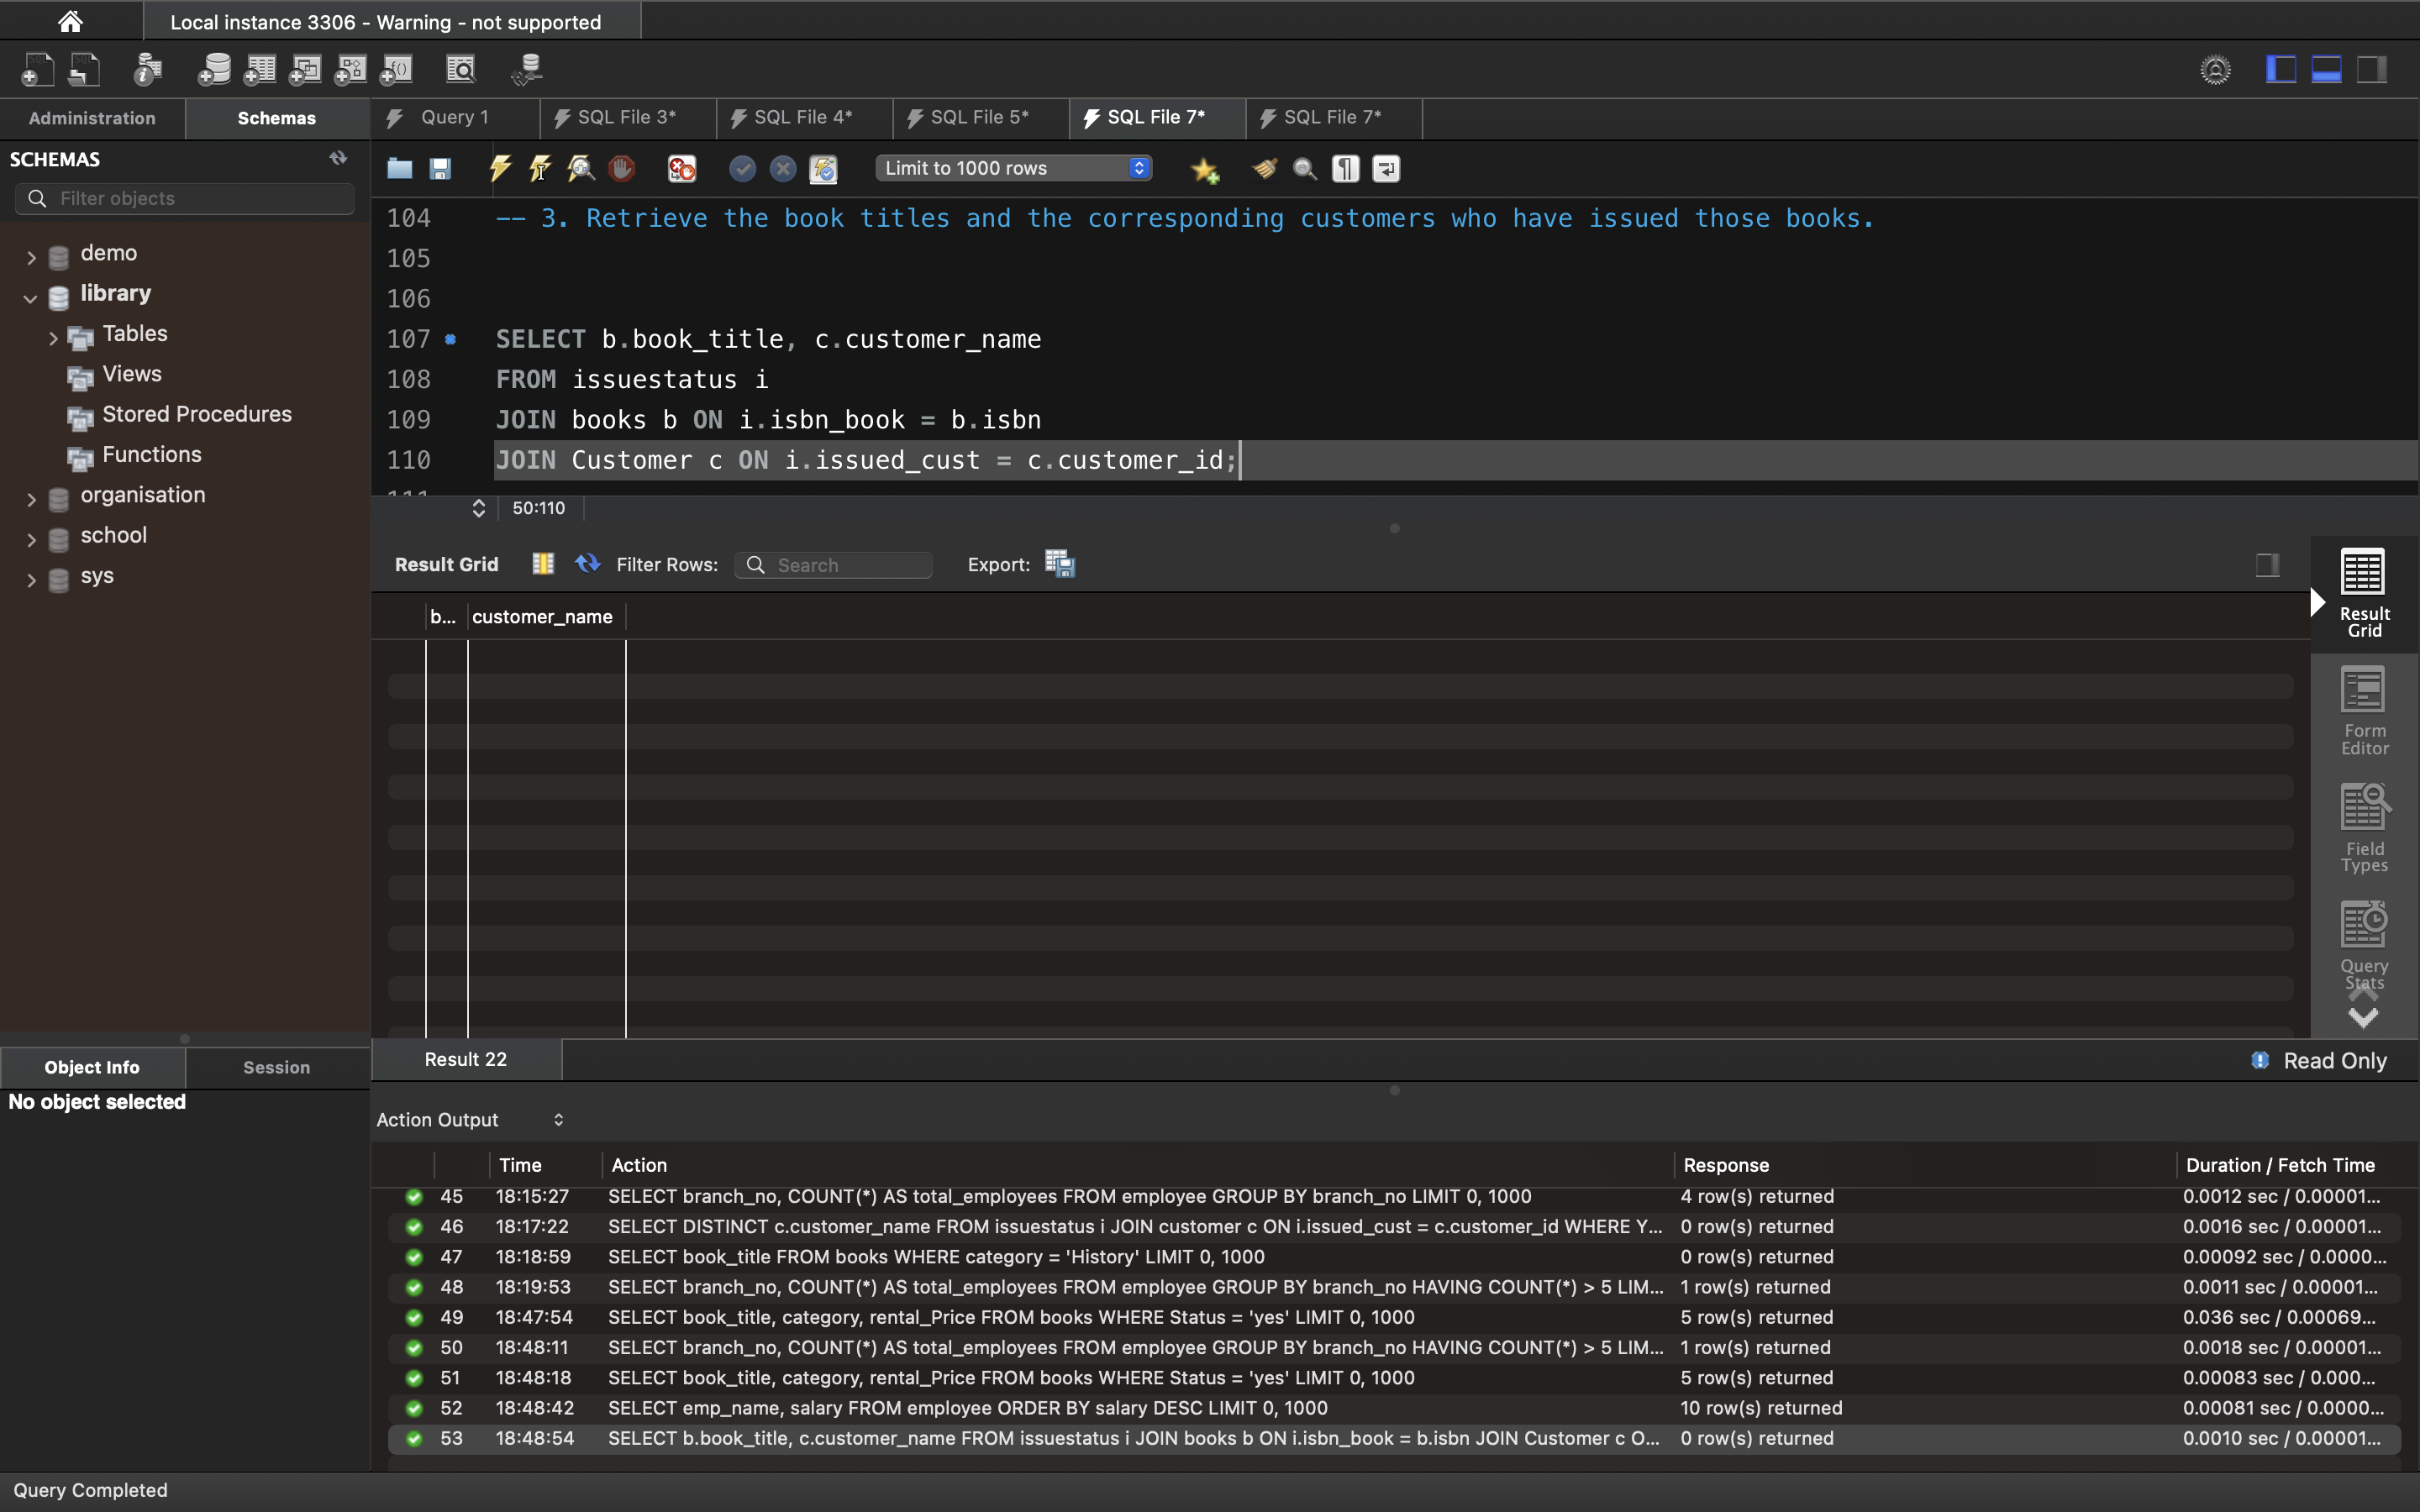 Local instance 3306 - Warning - not supported
Administration
Schemas
Query 1
SQL File 3*
SQL File 4*
SQL File 5*
SQL File 7*
SQL File 7*
SCHEMAS
Filter objects
demo
library
Tables
Views
Stored Procedures
Functions
organisation
school
sys
Limit to 1000 rows
104 -- 3. Retrieve the book titles and the corresponding customers who have issued those books.
105
106
107 SELECT b.book_title, c.customer_name
108 FROM issuestatus i
109 JOIN books b ON i.isbn_book = b.isbn
110 JOIN Customer c ON i.issued_cust = c.customer_id;
111
50:110
Result Grid
Filter Rows:
Search
Export:
b...
customer_name
Result
Grid
Form
Editor
Field
Types
Query
Stats
Object Info
Session
No object selected
Result 22
Read Only
Action Output
Time Action Response Duration / Fetch Time
45 18:15:27 SELECT branch_no, COUNT(*) AS total_employees FROM employee GROUP BY branch_no LIMIT 0, 1000 4 row(s) returned 0.0012 sec / 0.00001...
46 18:17:22 SELECT DISTINCT c.customer_name FROM issuestatus i JOIN customer c ON i.issued_cust = c.customer_id WHERE Y... 0 row(s) returned 0.0016 sec / 0.00001...
47 18:18:59 SELECT book_title FROM books WHERE category = 'History' LIMIT 0, 1000 0 row(s) returned 0.00092 sec / 0.0000...
48 18:19:53 SELECT branch_no, COUNT(*) AS total_employees FROM employee GROUP BY branch_no HAVING COUNT(*) > 5 LIM... 1 row(s) returned 0.0011 sec / 0.00001...
49 18:47:54 SELECT book_title, category, rental_Price FROM books WHERE Status = 'yes' LIMIT 0, 1000 5 row(s) returned 0.036 sec / 0.00069...
50 18:48:11 SELECT branch_no, COUNT(*) AS total_employees FROM employee GROUP BY branch_no HAVING COUNT(*) > 5 LIM... 1 row(s) returned 0.0018 sec / 0.00001...
51 18:48:18 SELECT book_title, category, rental_Price FROM books WHERE Status = 'yes' LIMIT 0, 1000 5 row(s) returned 0.00083 sec / 0.000...
52 18:48:42 SELECT emp_name, salary FROM employee ORDER BY salary DESC LIMIT 0, 1000 10 row(s) returned 0.00081 sec / 0.0000...
53 18:48:54 SELECT b.book_title, c.customer_name FROM issuestatus i JOIN books b ON i.isbn_book = b.isbn JOIN Customer c O... 0 row(s) returned 0.0010 sec / 0.00001...
Query Completed